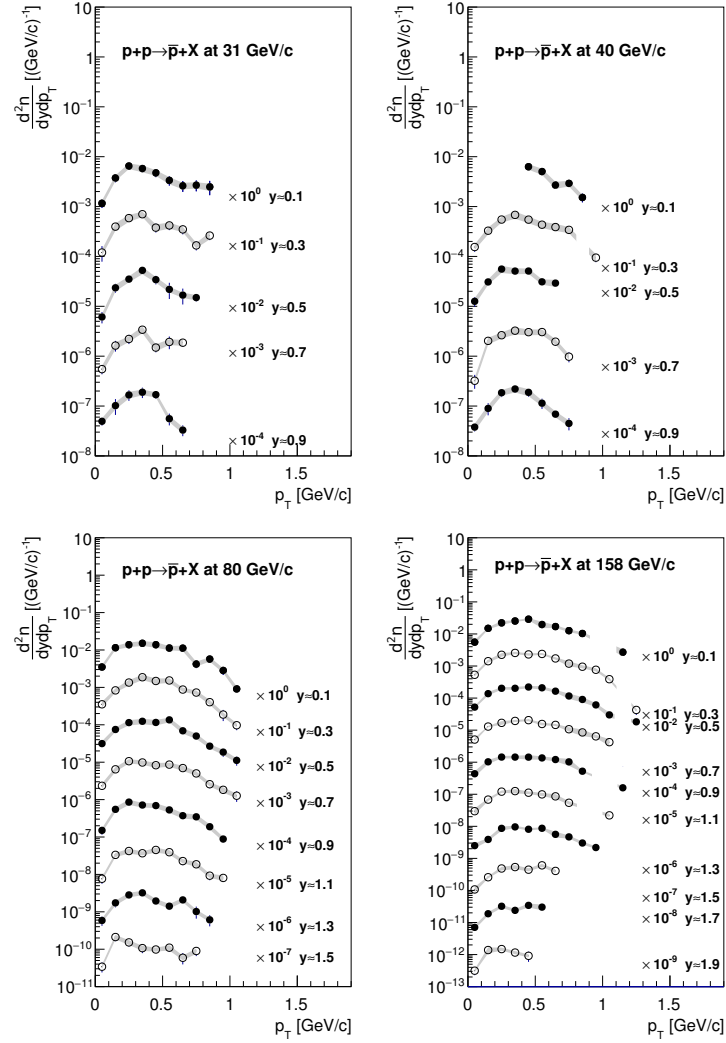 p+p→p̅+X at 31 GeV/c
d²n/dydp_T [(GeV/c)⁻¹]
10
1
10⁻¹
10⁻²
10⁻³
10⁻⁴
10⁻⁵
10⁻⁶
10⁻⁷
10⁻⁸
× 10⁰ y≈0.1
× 10⁻¹ y≈0.3
× 10⁻² y≈0.5
× 10⁻³ y≈0.7
× 10⁻⁴ y≈0.9
0 0.5 1 1.5
p_T [GeV/c]
p+p→p̅+X at 40 GeV/c
d²n/dydp_T [(GeV/c)⁻¹]
10
1
10⁻¹
10⁻²
10⁻³
10⁻⁴
10⁻⁵
10⁻⁶
10⁻⁷
10⁻⁸
× 10⁰ y≈0.1
× 10⁻¹ y≈0.3
× 10⁻² y≈0.5
× 10⁻³ y≈0.7
× 10⁻⁴ y≈0.9
0 0.5 1 1.5
p_T [GeV/c]
p+p→p̅+X at 80 GeV/c
d²n/dydp_T [(GeV/c)⁻¹]
10
1
10⁻¹
10⁻²
10⁻³
10⁻⁴
10⁻⁵
10⁻⁶
10⁻⁷
10⁻⁸
10⁻⁹
10⁻¹⁰
10⁻¹¹
× 10⁰ y≈0.1
× 10⁻¹ y≈0.3
× 10⁻² y≈0.5
× 10⁻³ y≈0.7
× 10⁻⁴ y≈0.9
× 10⁻⁵ y≈1.1
× 10⁻⁶ y≈1.3
× 10⁻⁷ y≈1.5
0 0.5 1 1.5
p_T [GeV/c]
p+p→p̅+X at 158 GeV/c
d²n/dydp_T [(GeV/c)⁻¹]
10
1
10⁻¹
10⁻²
10⁻³
10⁻⁴
10⁻⁵
10⁻⁶
10⁻⁷
10⁻⁸
10⁻⁹
10⁻¹⁰
10⁻¹¹
10⁻¹²
10⁻¹³
× 10⁰ y≈0.1
× 10⁻¹ y≈0.3
× 10⁻² y≈0.5
× 10⁻³ y≈0.7
× 10⁻⁴ y≈0.9
× 10⁻⁵ y≈1.1
× 10⁻⁶ y≈1.3
× 10⁻⁷ y≈1.5
× 10⁻⁸ y≈1.7
× 10⁻⁹ y≈1.9
0 0.5 1 1.5
p_T [GeV/c]